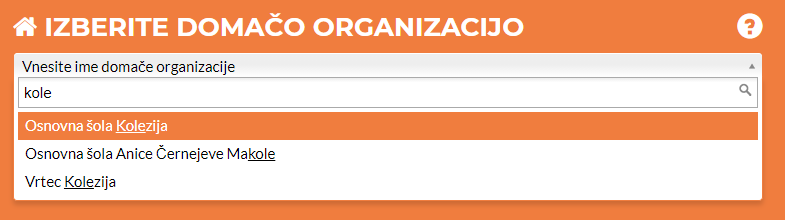 IZBERITE DOMAČO ORGANIZACIJO
Vnesite ime domače organizacije
kole
Osnovna šola Kolezija
Osnovna šola Anice Černejeve Makole
Vrtec Kolezija